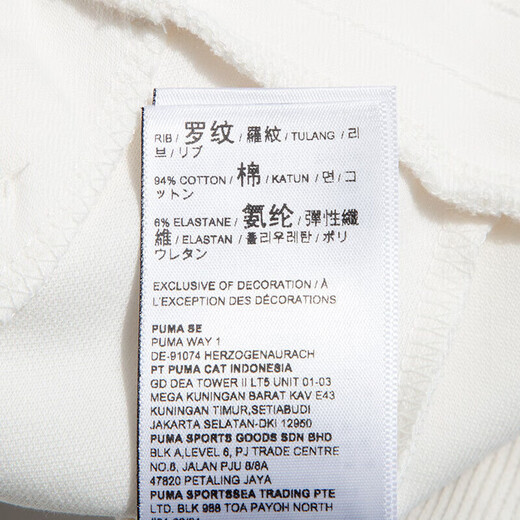 RIB / 罗纹 / 羅紋 / TULANG / 리
브 / リブ
94% COTTON / 棉 / KATUN / 면 / コ
ットン
6% ELASTANE / 氨纶 / 彈性纖
維 / ELASTAN / 폴리우레탄 / ポリ
ウレタン
EXCLUSIVE OF DECORATION / À
L'EXCEPTION DES DÉCORATIONS
PUMA SE
PUMA WAY 1
DE-91074 HERZOGENAURACH
PT PUMA CAT INDONESIA
GD DEA TOWER II LT5 UNIT 01-03
MEGA KUNINGAN BARAT KAV E43
KUNINGAN TIMUR,SETIABUDI
JAKARTA SELATAN-DKI 12950
PUMA SPORTS GOODS SDN BHD
BLK A,LEVEL 6, PJ TRADE CENTRE
NO.8, JALAN PJU 8/8A
47820 PETALING JAYA
PUMA SPORTSSEA TRADING PTE
LTD BLK 988 TOA PAYOH NORTH